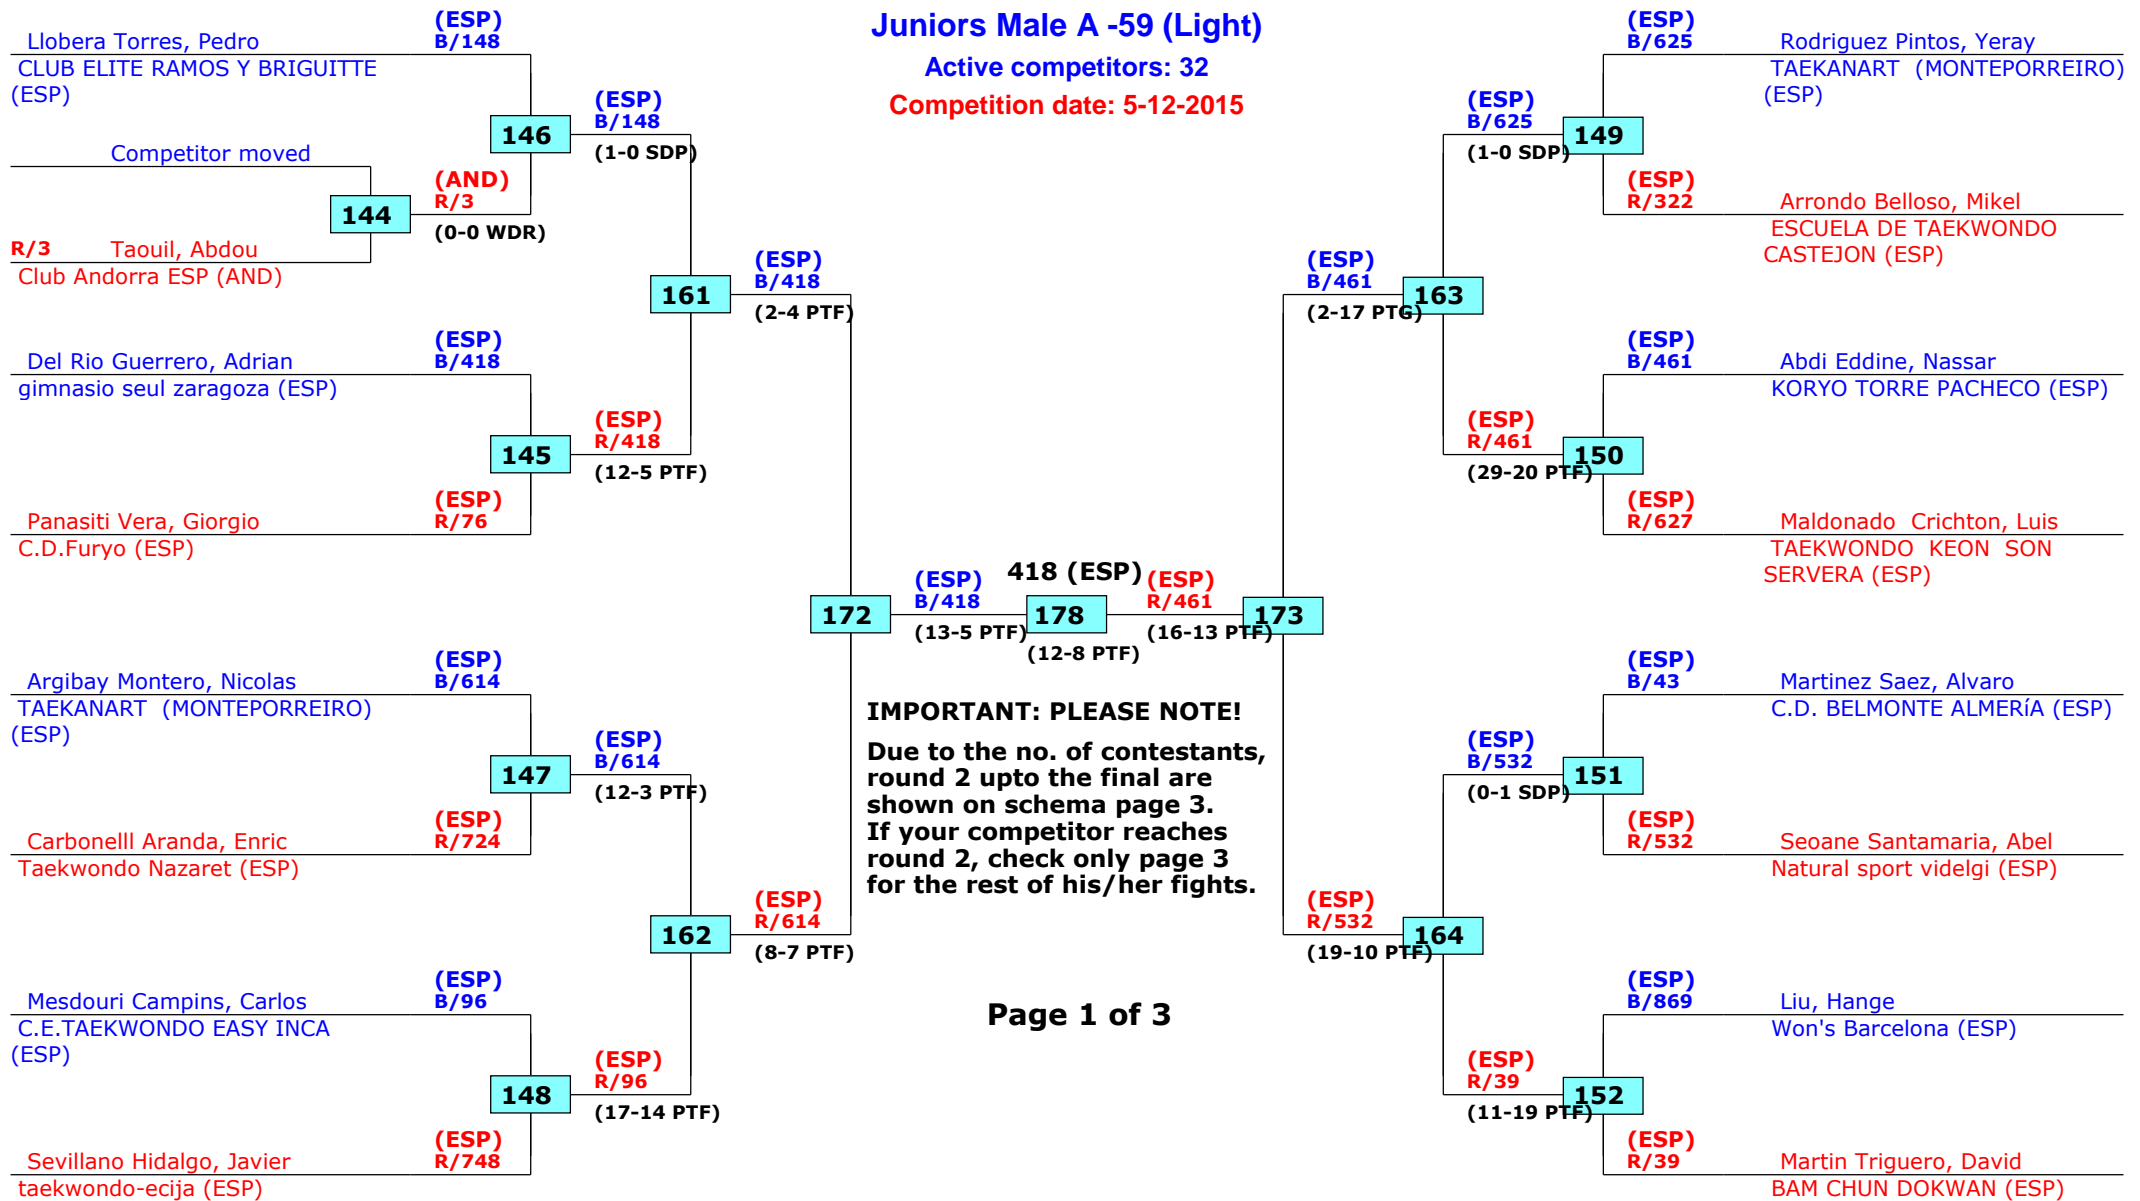 Juniors Male A -59 (Light)
Active competitors: 32
Competition date: 5-12-2015
(ESP)
Llobera Torres, Pedro B/148
CLUB ELITE RAMOS Y BRIGUITTE
(ESP)
146
(ESP)
B/148
(1-0 SDP)
Competitor moved
144
(AND)
R/3
(0-0 WDR)
R/3 Taouil, Abdou
Club Andorra ESP (AND)
161
(ESP)
B/418
(2-4 PTF)
(ESP)
Del Rio Guerrero, Adrian B/418
gimnasio seul zaragoza (ESP)
145
(ESP)
R/418
(12-5 PTF)
(ESP)
Panasiti Vera, Giorgio R/76
C.D.Furyo (ESP)
172
(ESP)
B/418
(13-5 PTF)
418 (ESP)
178
(12-8 PTF)
(ESP)
R/461
(16-13 PTF)
173
(ESP)
Argibay Montero, Nicolas B/614
TAEKANART (MONTEPORREIRO)
(ESP)
147
(ESP)
B/614
(12-3 PTF)
(ESP)
Carbonelll Aranda, Enric R/724
Taekwondo Nazaret (ESP)
162
(ESP)
R/614
(8-7 PTF)
(ESP)
Mesdouri Campins, Carlos B/96
C.E.TAEKWONDO EASY INCA
(ESP)
148
(ESP)
R/96
(17-14 PTF)
(ESP)
Sevillano Hidalgo, Javier R/748
taekwondo-ecija (ESP)
IMPORTANT: PLEASE NOTE!
Due to the no. of contestants,
round 2 upto the final are
shown on schema page 3.
If your competitor reaches
round 2, check only page 3
for the rest of his/her fights.
Page 1 of 3
(ESP)
B/625 Rodriguez Pintos, Yeray
TAEKANART (MONTEPORREIRO)
(ESP)
(ESP)
B/625
(1-0 SDP)
149
(ESP)
R/322 Arrondo Belloso, Mikel
ESCUELA DE TAEKWONDO
CASTEJON (ESP)
(ESP)
B/461
(2-17 PTG)
163
(ESP)
B/461 Abdi Eddine, Nassar
KORYO TORRE PACHECO (ESP)
(ESP)
R/461
(29-20 PTF)
150
(ESP)
R/627 Maldonado Crichton, Luis
TAEKWONDO KEON SON
SERVERA (ESP)
(ESP)
B/43 Martinez Saez, Alvaro
C.D. BELMONTE ALMERíA (ESP)
(ESP)
B/532
(0-1 SDP)
151
(ESP)
R/532 Seoane Santamaria, Abel
Natural sport videlgi (ESP)
(ESP)
R/532
(19-10 PTF)
164
(ESP)
B/869 Liu, Hange
Won's Barcelona (ESP)
(ESP)
R/39
(11-19 PTF)
152
(ESP)
R/39 Martin Triguero, David
BAM CHUN DOKWAN (ESP)